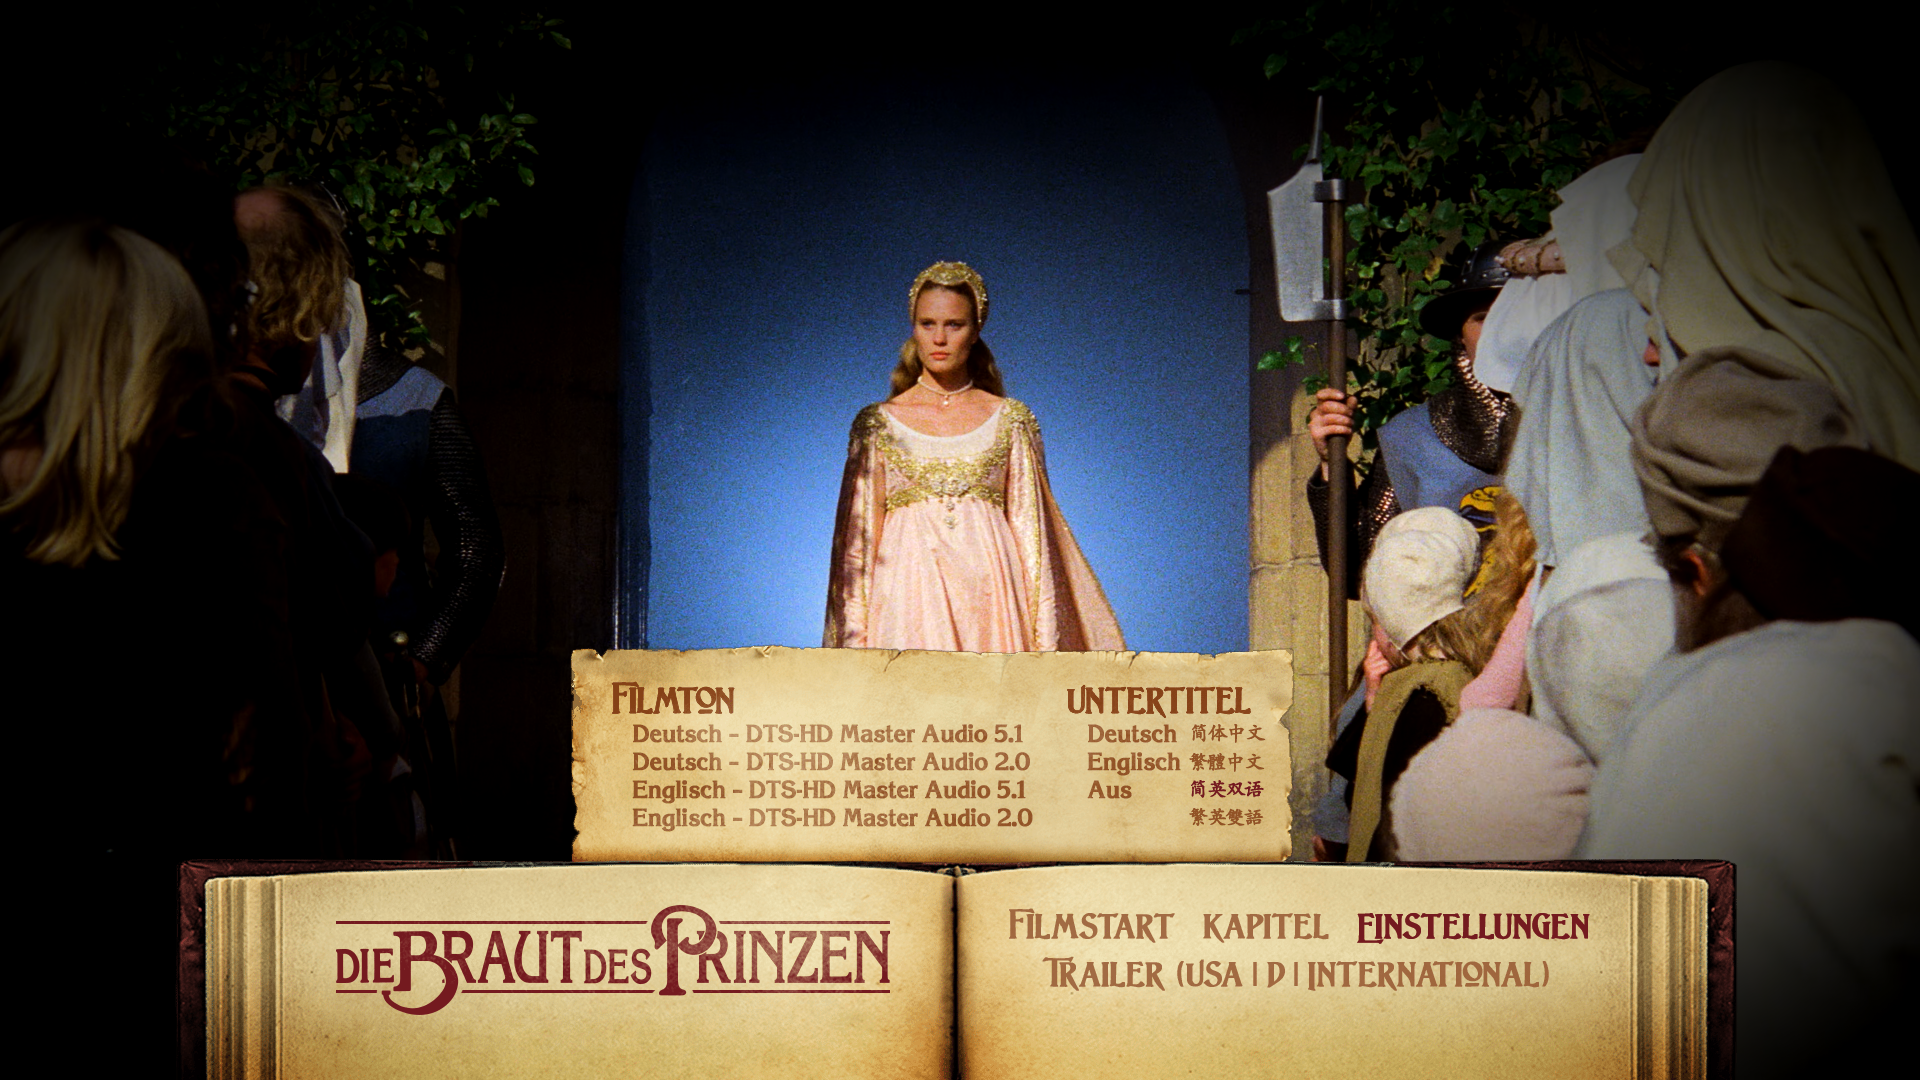 FILMTON
Deutsch – DTS-HD Master Audio 5.1
Deutsch – DTS-HD Master Audio 2.0
Englisch – DTS-HD Master Audio 5.1
Englisch – DTS-HD Master Audio 2.0
UNTERTITEL
Deutsch 简体中文
Englisch 繁體中文
Aus 简英双语
繁英雙語
DIE BRAUT DES PRINZEN
FILMSTART KAPITEL EINSTELLUNGEN
TRAILER (USA | D | INTERNATIONAL)